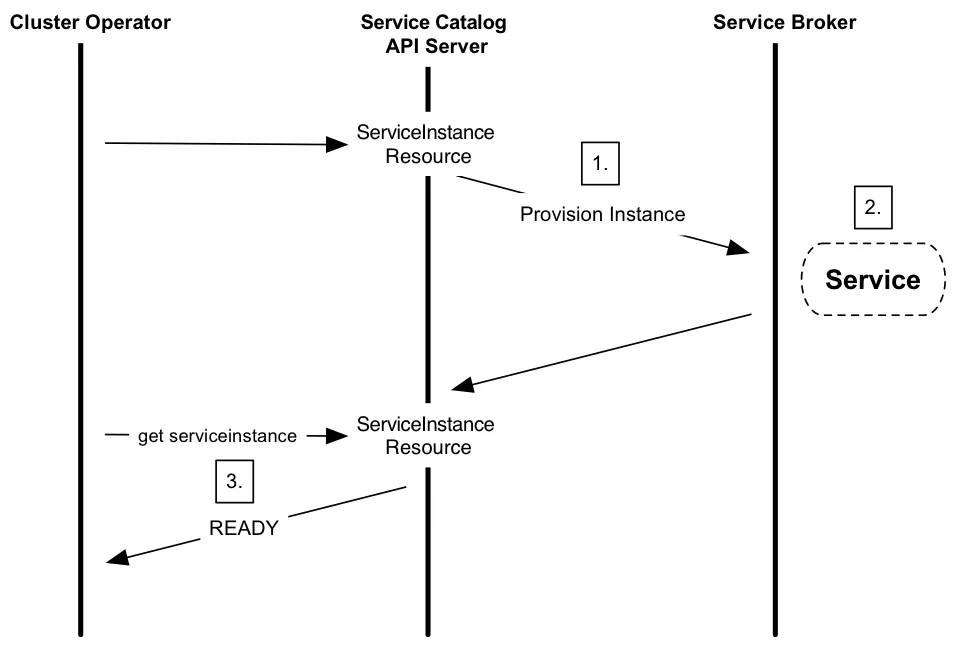 Cluster Operator
Service Catalog
API Server
Service Broker
ServiceInstance
Resource
1.
Provision Instance
2.
Service
ServiceInstance
Resource
get serviceinstance
3.
READY